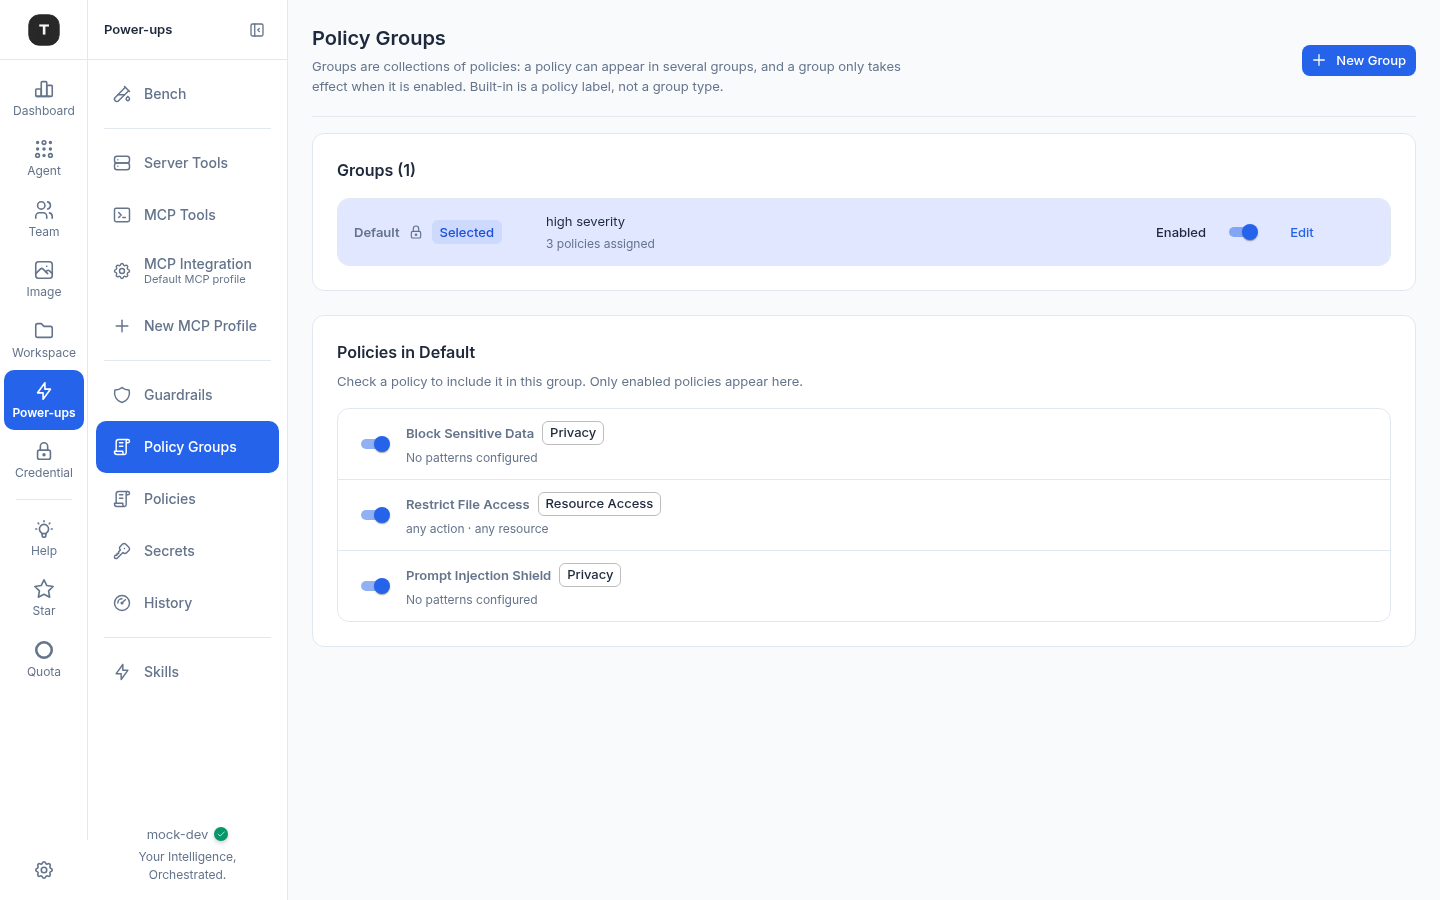 T
Dashboard
Agent
Team
Image
Workspace
Power-ups
Credential
Help
Star
Quota
Power-ups
Bench
Server Tools
MCP Tools
MCP Integration
Default MCP profile
New MCP Profile
Guardrails
Policy Groups
Policies
Secrets
History
Skills
mock-dev
Your Intelligence,
Orchestrated.
Policy Groups
Groups are collections of policies: a policy can appear in several groups, and a group only takes
effect when it is enabled. Built-in is a policy label, not a group type.
New Group
Groups (1)
Default Selected
high severity
3 policies assigned
Enabled
Edit
Policies in Default
Check a policy to include it in this group. Only enabled policies appear here.
Block Sensitive Data Privacy
No patterns configured
Restrict File Access Resource Access
any action · any resource
Prompt Injection Shield Privacy
No patterns configured